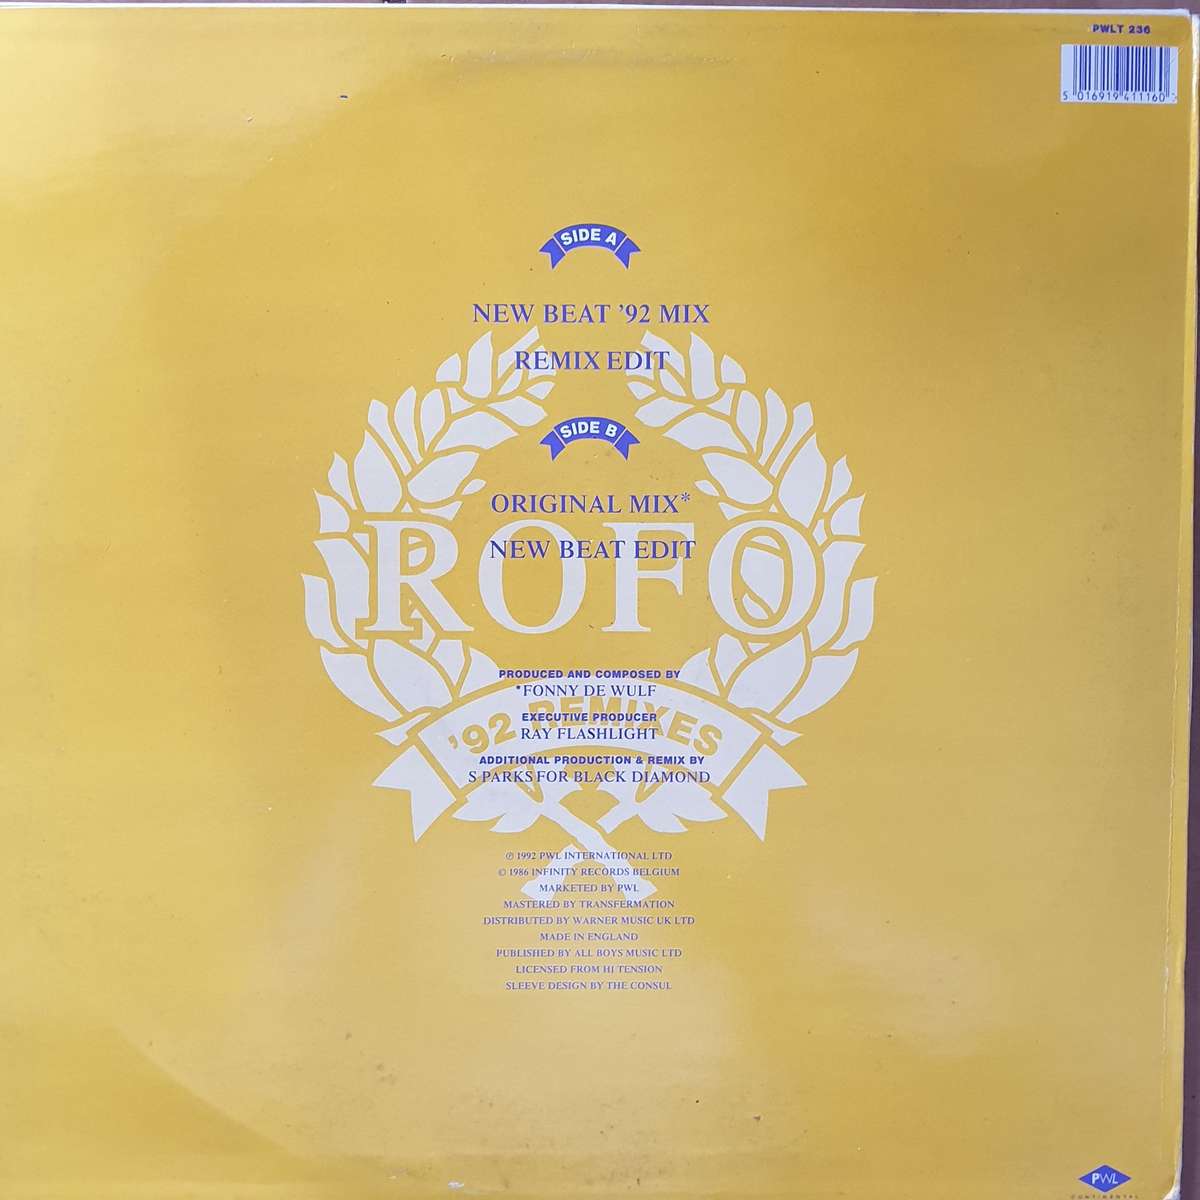 PWLT 236
5 016919 411160 >
SIDE A
NEW BEAT ’92 MIX
REMIX EDIT
SIDE B
ORIGINAL MIX*
NEW BEAT EDIT
ROFO
PRODUCED AND COMPOSED BY
*FONNY DE WULF
’92 REMIXES
EXECUTIVE PRODUCER
RAY FLASHLIGHT
ADDITIONAL PRODUCTION & REMIX BY
S PARKS FOR BLACK DIAMOND
℗ 1992 PWL INTERNATIONAL LTD
© 1986 INFINITY RECORDS BELGIUM
MARKETED BY PWL
MASTERED BY TRANSFERMATION
DISTRIBUTED BY WARNER MUSIC UK LTD
MADE IN ENGLAND
PUBLISHED BY ALL BOYS MUSIC LTD
LICENSED FROM HI TENSION
SLEEVE DESIGN BY THE CONSUL
PWL
CONTINENTAL